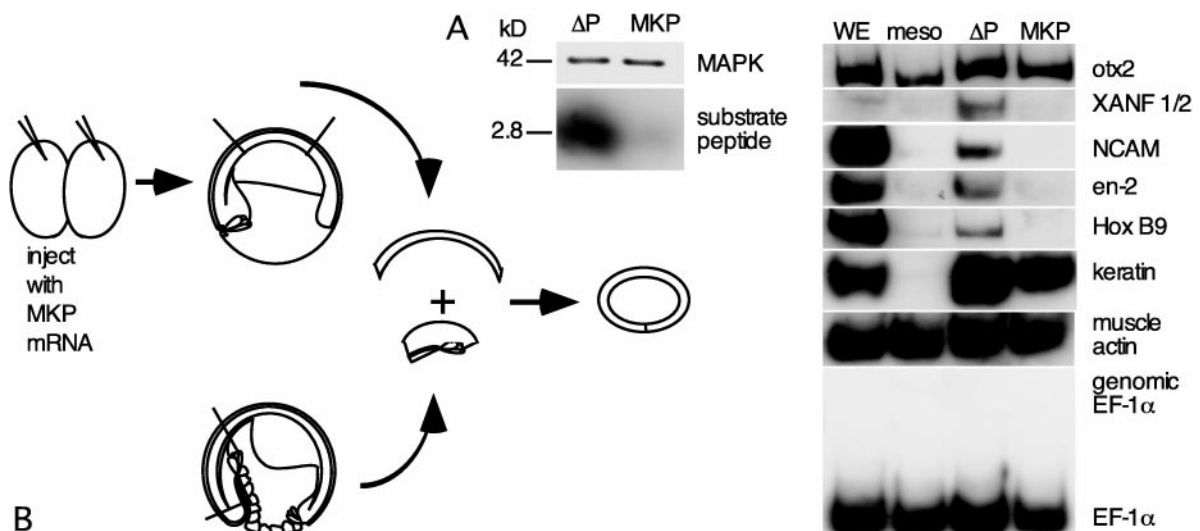 A
kD
ΔP MKP
42
MAPK
2.8
substrate
peptide
inject
with
MKP
mRNA
+
B
WE meso ΔP MKP
otx2
XANF 1/2
NCAM
en-2
Hox B9
keratin
muscle
actin
genomic
EF-1α
EF-1α